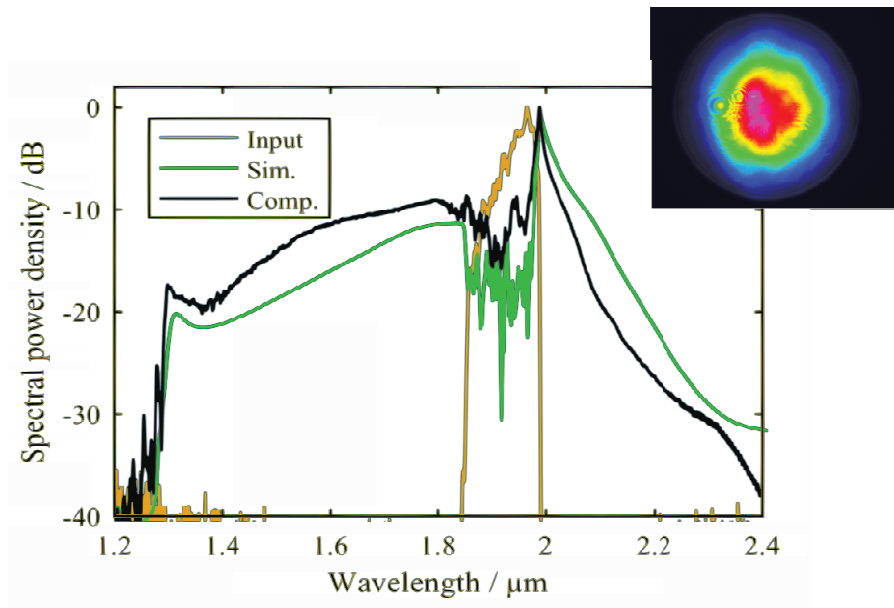 0
-10
-20
-30
-40
Spectral power density / dB
Input
Sim.
Comp.
1.2 1.4 1.6 1.8 2 2.2 2.4
Wavelength / μm